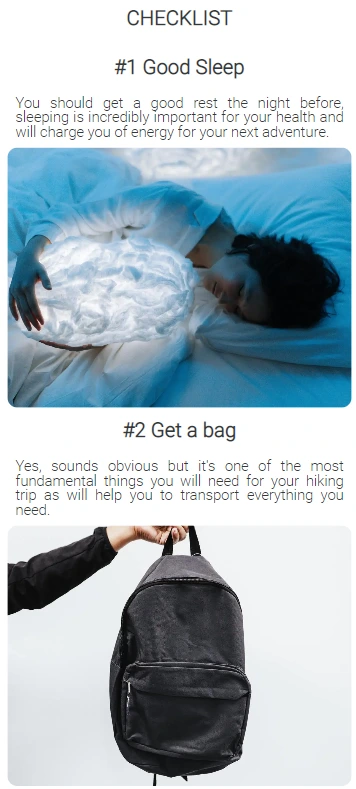 CHECKLIST
#1 Good Sleep
You should get a good rest the night before,
sleeping is incredibly important for your health and
will charge you of energy for your next adventure.
#2 Get a bag
Yes, sounds obvious but it's one of the most
fundamental things you will need for your hiking
trip as will help you to transport everything you
need.